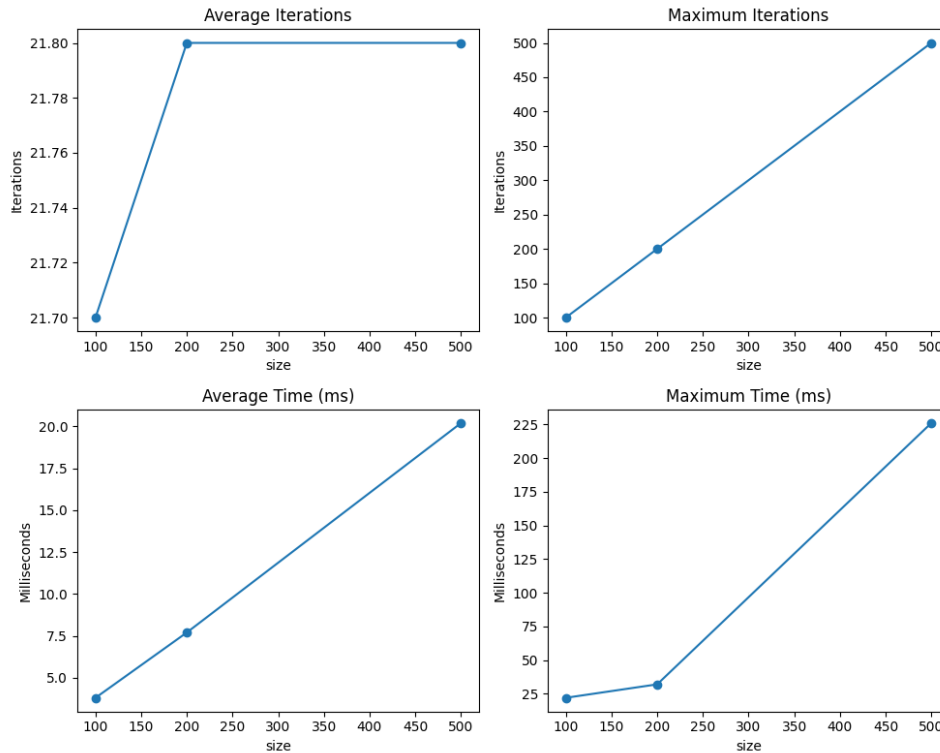 Average Iterations
21.80
21.78
21.76
21.74
21.72
21.70
Iterations
100 150 200 250 300 350 400 450 500
size
Maximum Iterations
500
450
400
350
300
250
200
150
100
Iterations
100 150 200 250 300 350 400 450 500
size
Average Time (ms)
20.0
17.5
15.0
12.5
10.0
7.5
5.0
Milliseconds
100 150 200 250 300 350 400 450 500
size
Maximum Time (ms)
225
200
175
150
125
100
75
50
25
Milliseconds
100 150 200 250 300 350 400 450 500
size